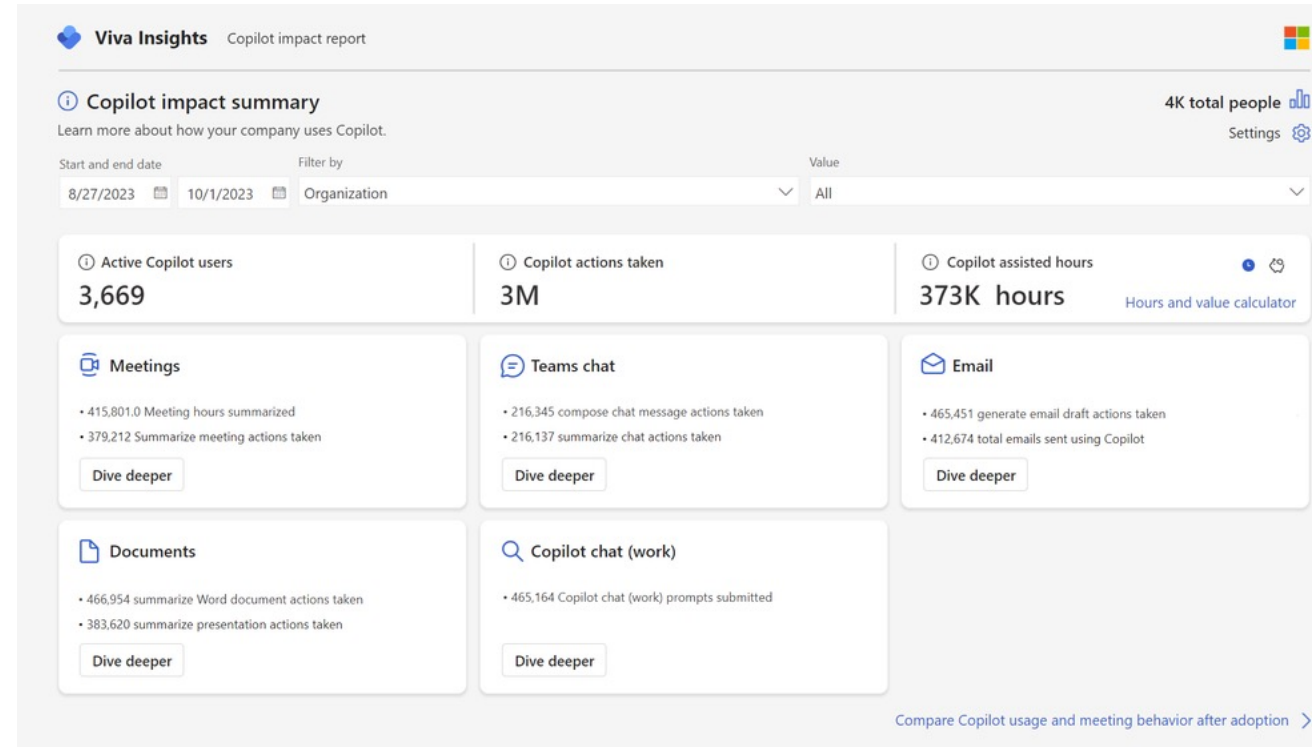 Viva Insights Copilot impact report
Copilot impact summary
4K total people
Learn more about how your company uses Copilot.
Settings
Start and end date
Filter by
Value
8/27/2023
10/1/2023
Organization
All
Active Copilot users
3,669
Copilot actions taken
3M
Copilot assisted hours
373K hours
Hours and value calculator
Meetings
• 415,801.0 Meeting hours summarized
• 379,212 Summarize meeting actions taken
Dive deeper
Teams chat
• 216,345 compose chat message actions taken
• 216,137 summarize chat actions taken
Dive deeper
Email
• 465,451 generate email draft actions taken
• 412,674 total emails sent using Copilot
Dive deeper
Documents
• 466,954 summarize Word document actions taken
• 383,620 summarize presentation actions taken
Dive deeper
Copilot chat (work)
• 465,164 Copilot chat (work) prompts submitted
Dive deeper
Compare Copilot usage and meeting behavior after adoption